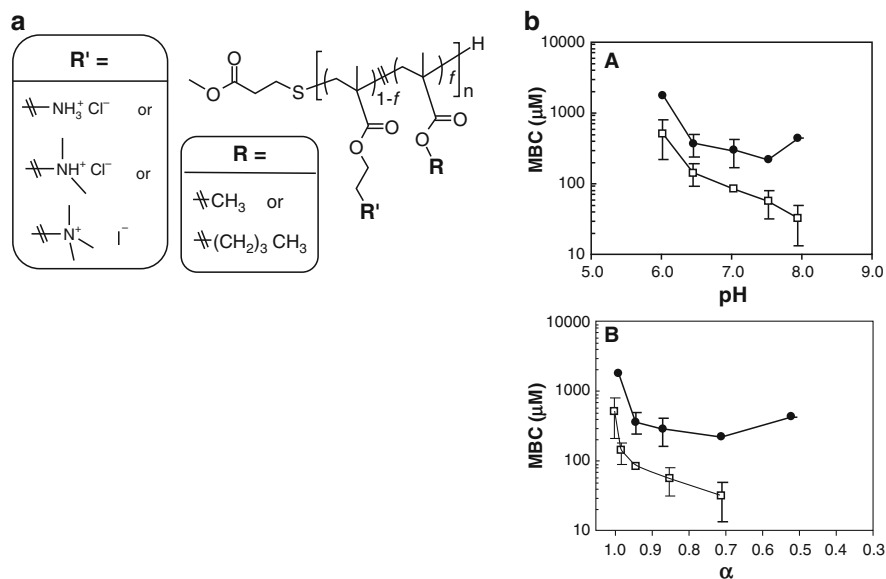 a
R' =
NH₃⁺ Cl⁻ or
NH⁺ Cl⁻ or
N⁺ I⁻
R =
CH₃ or
(CH₂)₃ CH₃
O
O
S
H
1-f
f
n
O
O
O
O
R
R'
b
A
MBC (μM)
10000
1000
100
10
5.0 6.0 7.0 8.0 9.0
pH
B
MBC (μM)
10000
1000
100
10
1.0 0.9 0.8 0.7 0.6 0.5 0.4 0.3
α